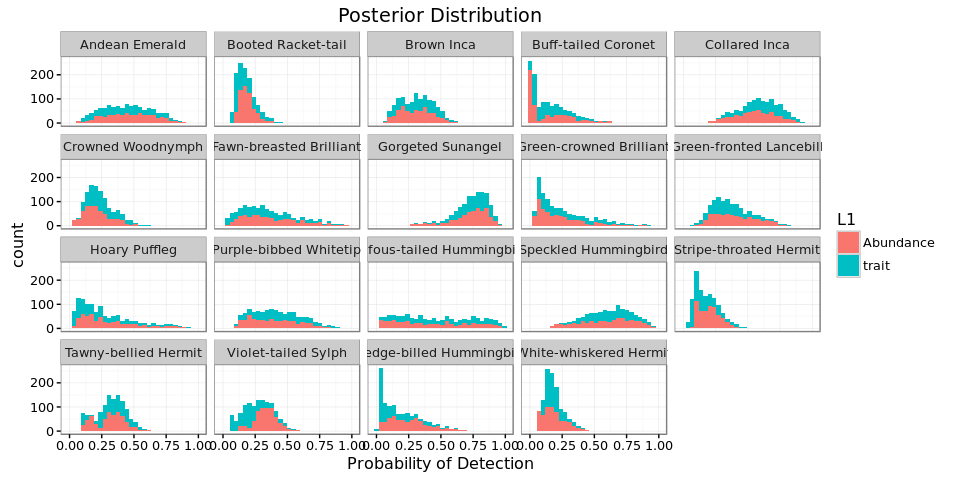 Posterior Distribution
Andean Emerald Booted Racket-tail Brown Inca Buff-tailed Coronet Collared Inca
200
100
0
Crowned Woodnymph Fawn-breasted Brilliant Gorgeted Sunangel Green-crowned Brilliant Green-fronted Lancebill
200
100
0
Hoary Puffleg Purple-bibbed Whitetip fous-tailed Hummingbi Speckled Hummingbird Stripe-throated Hermit
200
100
0
Tawny-bellied Hermit Violet-tailed Sylph edge-billed Hummingbi White-whiskered Hermit
200
100
0
0.00 0.25 0.50 0.75 1.00 0.00 0.25 0.50 0.75 1.00 0.00 0.25 0.50 0.75 1.00 0.00 0.25 0.50 0.75 1.00
Probability of Detection
count
L1
Abundance
trait